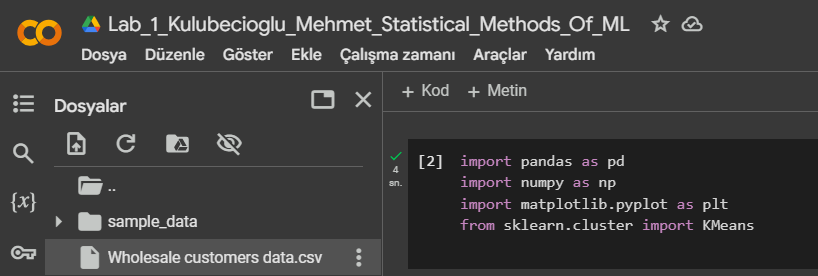 Lab_1_Kulubecioglu_Mehmet_Statistical_Methods_Of_ML
Dosya Düzenle Göster Ekle Çalışma zamanı Araçlar Yardım
Dosyalar
+ Kod + Metin
{x}
..
sample_data
Wholesale customers data.csv
4
sn.
[2] import pandas as pd
import numpy as np
import matplotlib.pyplot as plt
from sklearn.cluster import KMeans